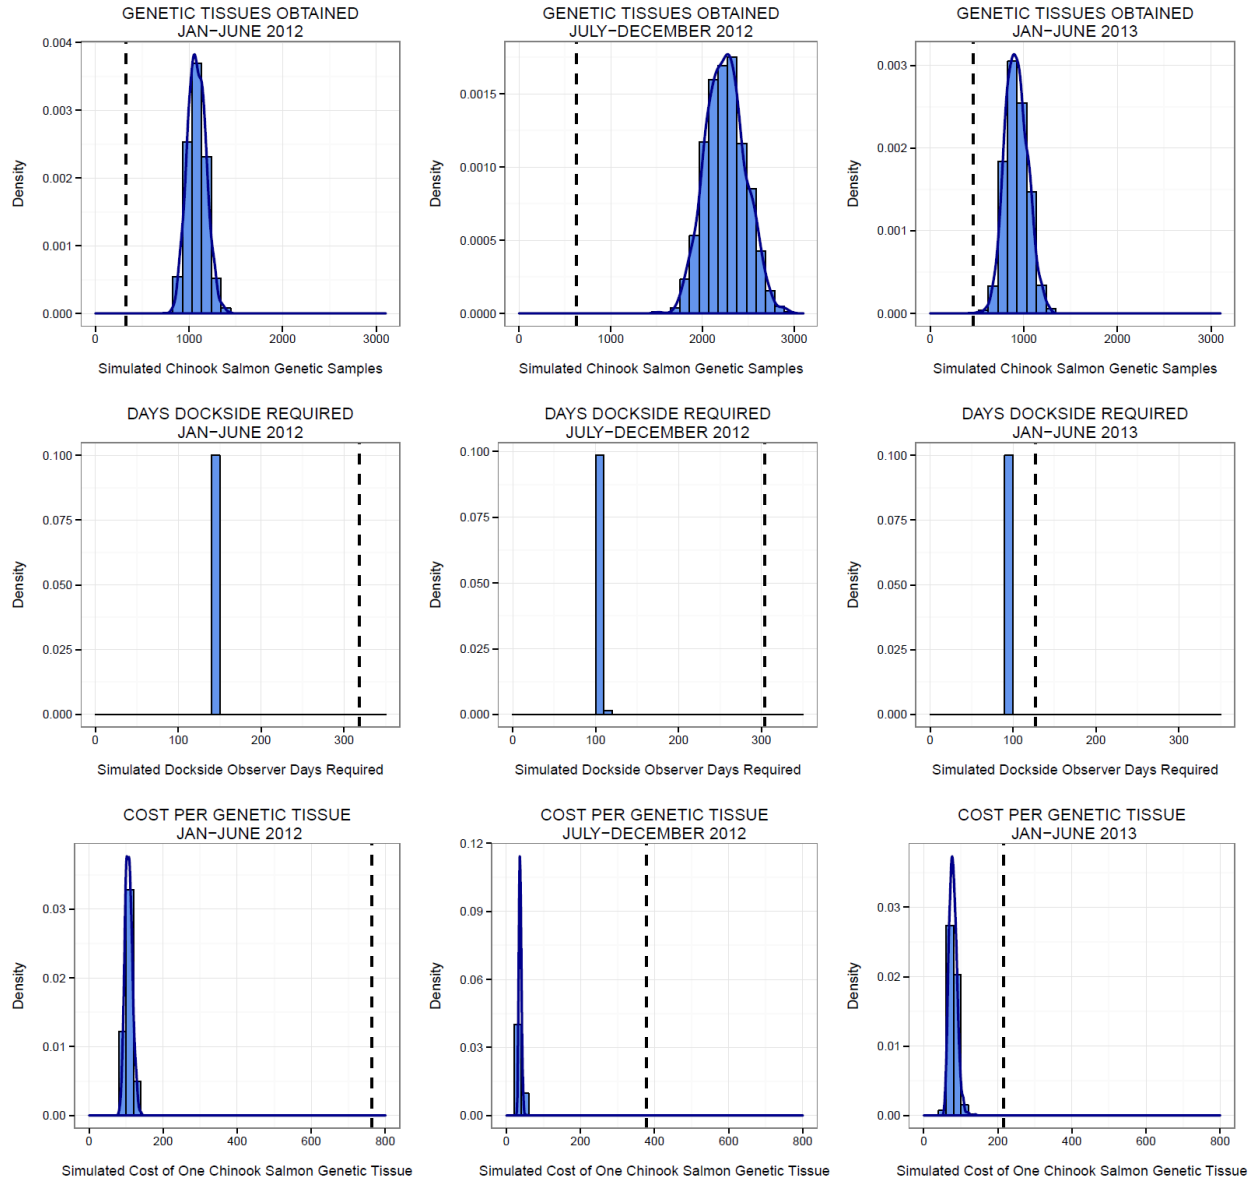 GENETIC TISSUES OBTAINED
JAN−JUNE 2012
0.004
0.003
0.002
0.001
0.000
Density
0
1000
2000
3000
Simulated Chinook Salmon Genetic Samples
GENETIC TISSUES OBTAINED
JULY−DECEMBER 2012
0.0015
0.0010
0.0005
0.0000
Density
0
1000
2000
3000
Simulated Chinook Salmon Genetic Samples
GENETIC TISSUES OBTAINED
JAN−JUNE 2013
0.003
0.002
0.001
0.000
Density
0
1000
2000
3000
Simulated Chinook Salmon Genetic Samples
DAYS DOCKSIDE REQUIRED
JAN−JUNE 2012
0.100
0.075
0.050
0.025
0.000
Density
0
100
200
300
Simulated Dockside Observer Days Required
DAYS DOCKSIDE REQUIRED
JULY−DECEMBER 2012
0.100
0.075
0.050
0.025
0.000
Density
0
100
200
300
Simulated Dockside Observer Days Required
DAYS DOCKSIDE REQUIRED
JAN−JUNE 2013
0.100
0.075
0.050
0.025
0.000
Density
0
100
200
300
Simulated Dockside Observer Days Required
COST PER GENETIC TISSUE
JAN−JUNE 2012
0.03
0.02
0.01
0.00
Density
0
200
400
600
800
Simulated Cost of One Chinook Salmon Genetic Tissue
COST PER GENETIC TISSUE
JULY−DECEMBER 2012
0.12
0.09
0.06
0.03
0.00
Density
0
200
400
600
800
Simulated Cost of One Chinook Salmon Genetic Tissue
COST PER GENETIC TISSUE
JAN−JUNE 2013
0.03
0.02
0.01
0.00
Density
0
200
400
600
800
Simulated Cost of One Chinook Salmon Genetic Tissue